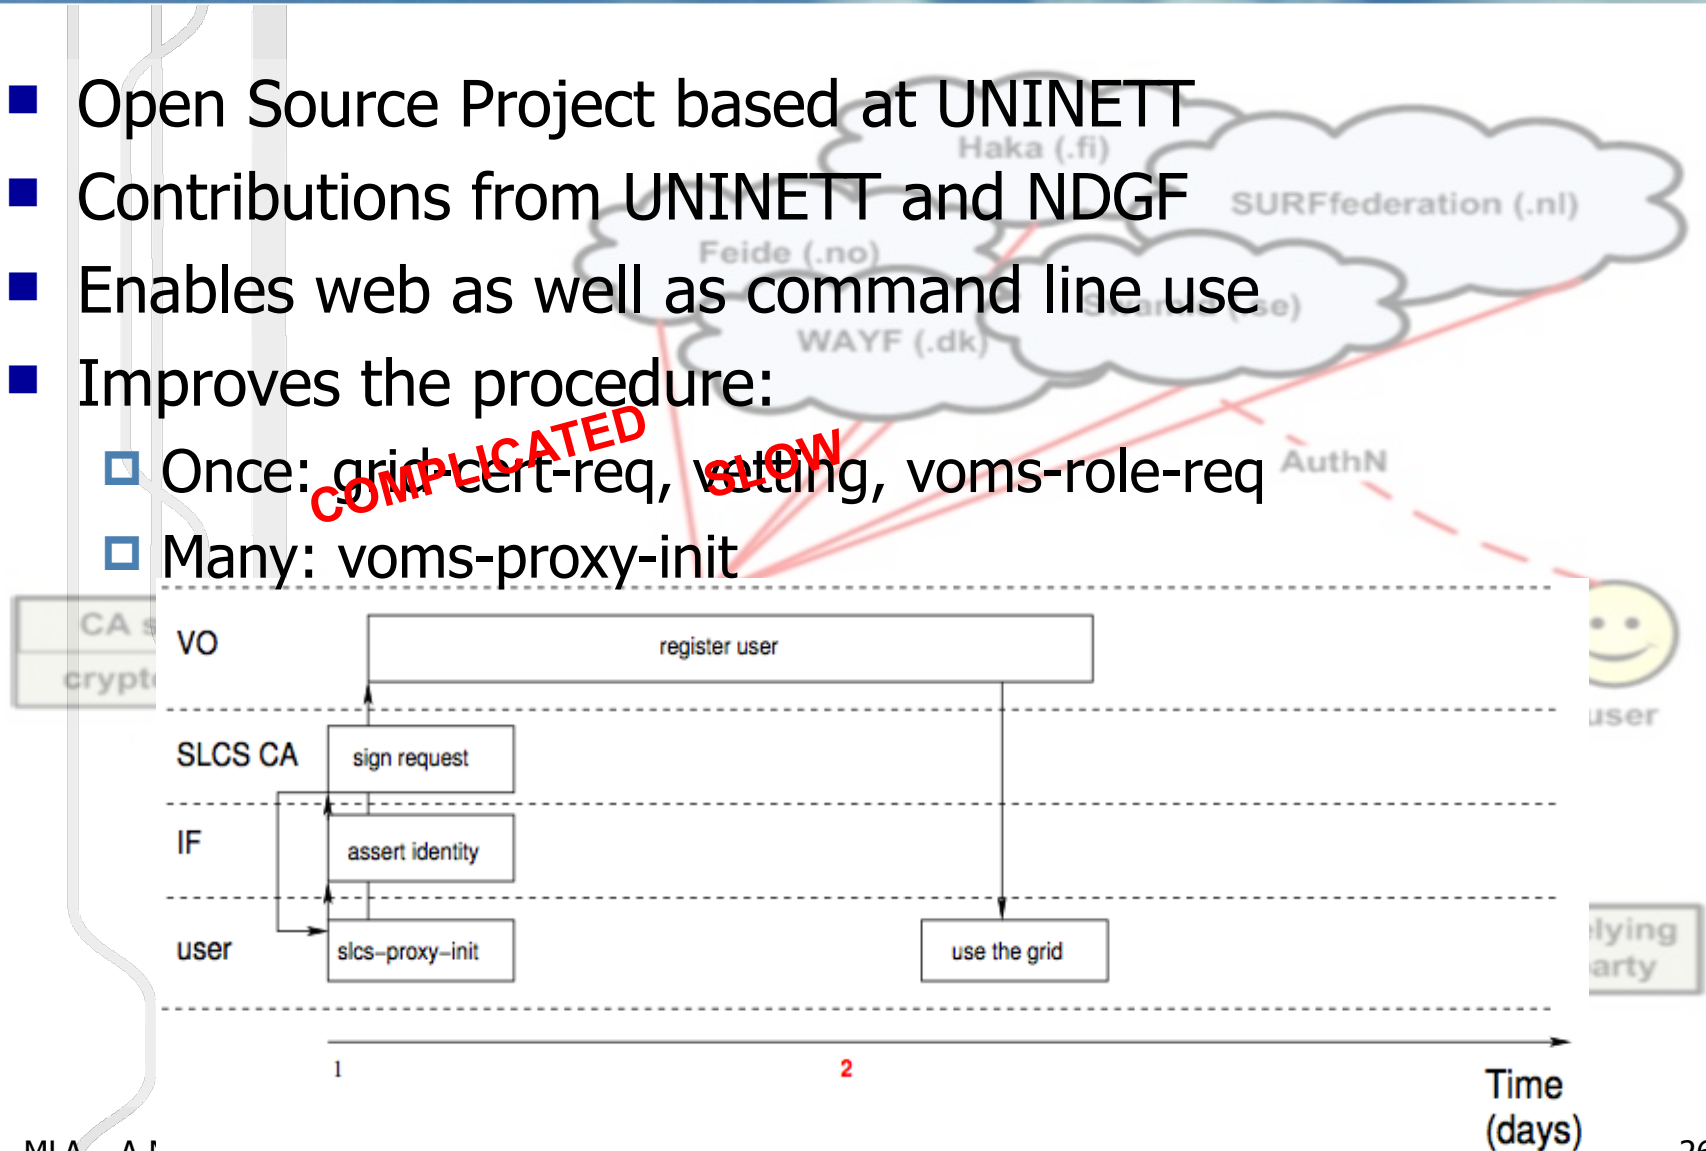 Open Source Project based at UNINETT
Haka (.fi)
Contributions from UNINETT and NDGF
SURFfederation (.nl)
Feide (.no)
Enables web as well as command line use
WAYF (.dk)
Improves the procedure:
COMPLICATED
SLOW
Once: grid-cert-req, vetting, voms-role-req
AuthN
Many: voms-proxy-init
CA
VO
register user
user
SLCS CA
sign request
IF
assert identity
user
slcs-proxy-init
use the grid
1
2
Time
(days)
26